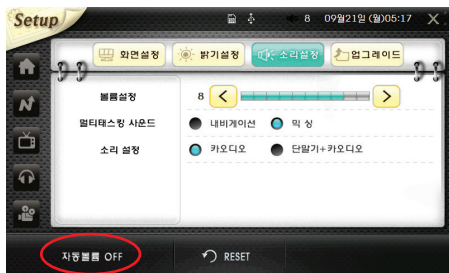 Setup 8 09월21일 (월)05:17 X
화면설정 밝기설정 소리설정 업그레이드
볼륨설정 8
멀티태스킹 사운드 내비게이션 믹 싱
소리 설정 카오디오 단말기+카오디오
자동볼륨 OFF RESET